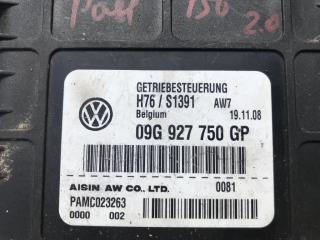 Pass 150 2.0
GETRIEBESTEUERUNG
H76/S1391 AW7
Belgium 19.11.08
09G 927 750 GP
AISIN AW CO., LTD. 0081
PAMC023263
0000 002